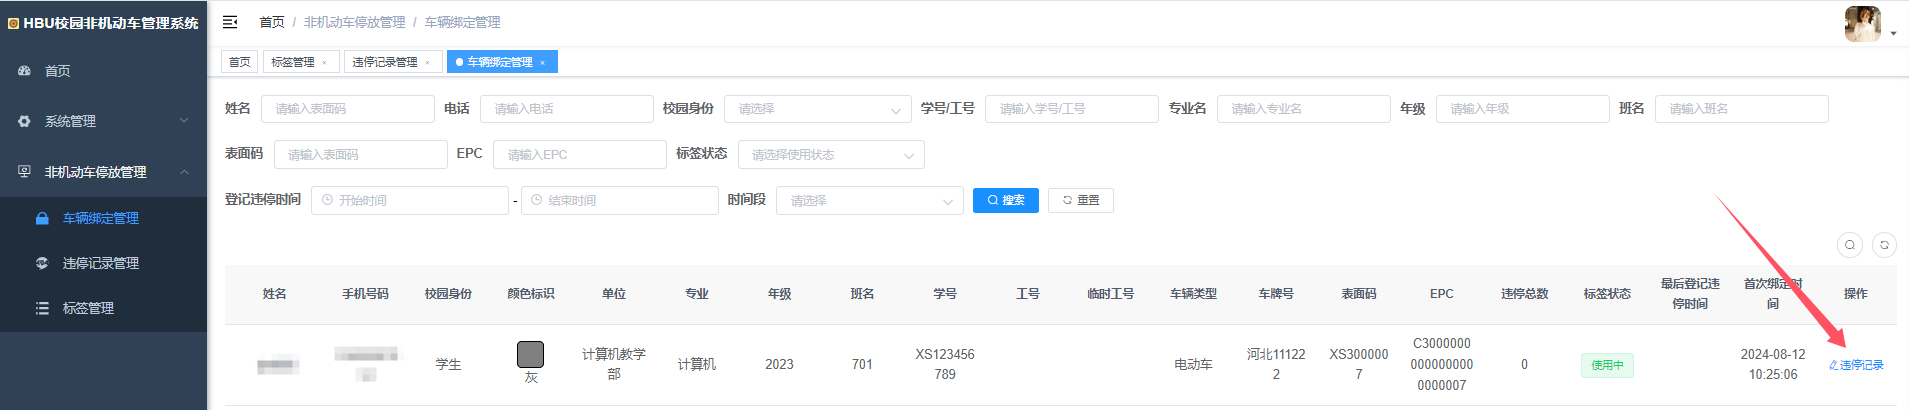 HBU校园非机动车管理系统
首页 / 非机动车停放管理 / 车辆绑定管理
首页
系统管理
非机动车停放管理
车辆绑定管理
违停记录管理
标签管理
首页 标签管理 × 违停记录管理 × 车辆绑定管理 ×
姓名 请输入表面码 电话 请输入电话 校园身份 请选择 学号/工号 请输入学号/工号 专业名 请输入专业名 年级 请输入年级 班名 请输入班名
表面码 请输入表面码 EPC 请输入EPC 标签状态 请选择使用状态
登记违停时间 开始时间 - 结束时间 时间段 请选择 搜索 重置
姓名 手机号码 校园身份 颜色标识 单位 专业 年级 班名 学号 工号 临时工号 车辆类型 车牌号 表面码 EPC 违停总数 标签状态 最后登记违停时间 首次绑定时间 操作
学生 灰 计算机教学部 计算机 2023 701 XS123456789 电动车 河北111222 XS3000007 C30000000000000000000007 0 使用中 2024-08-12 10:25:06 违停记录